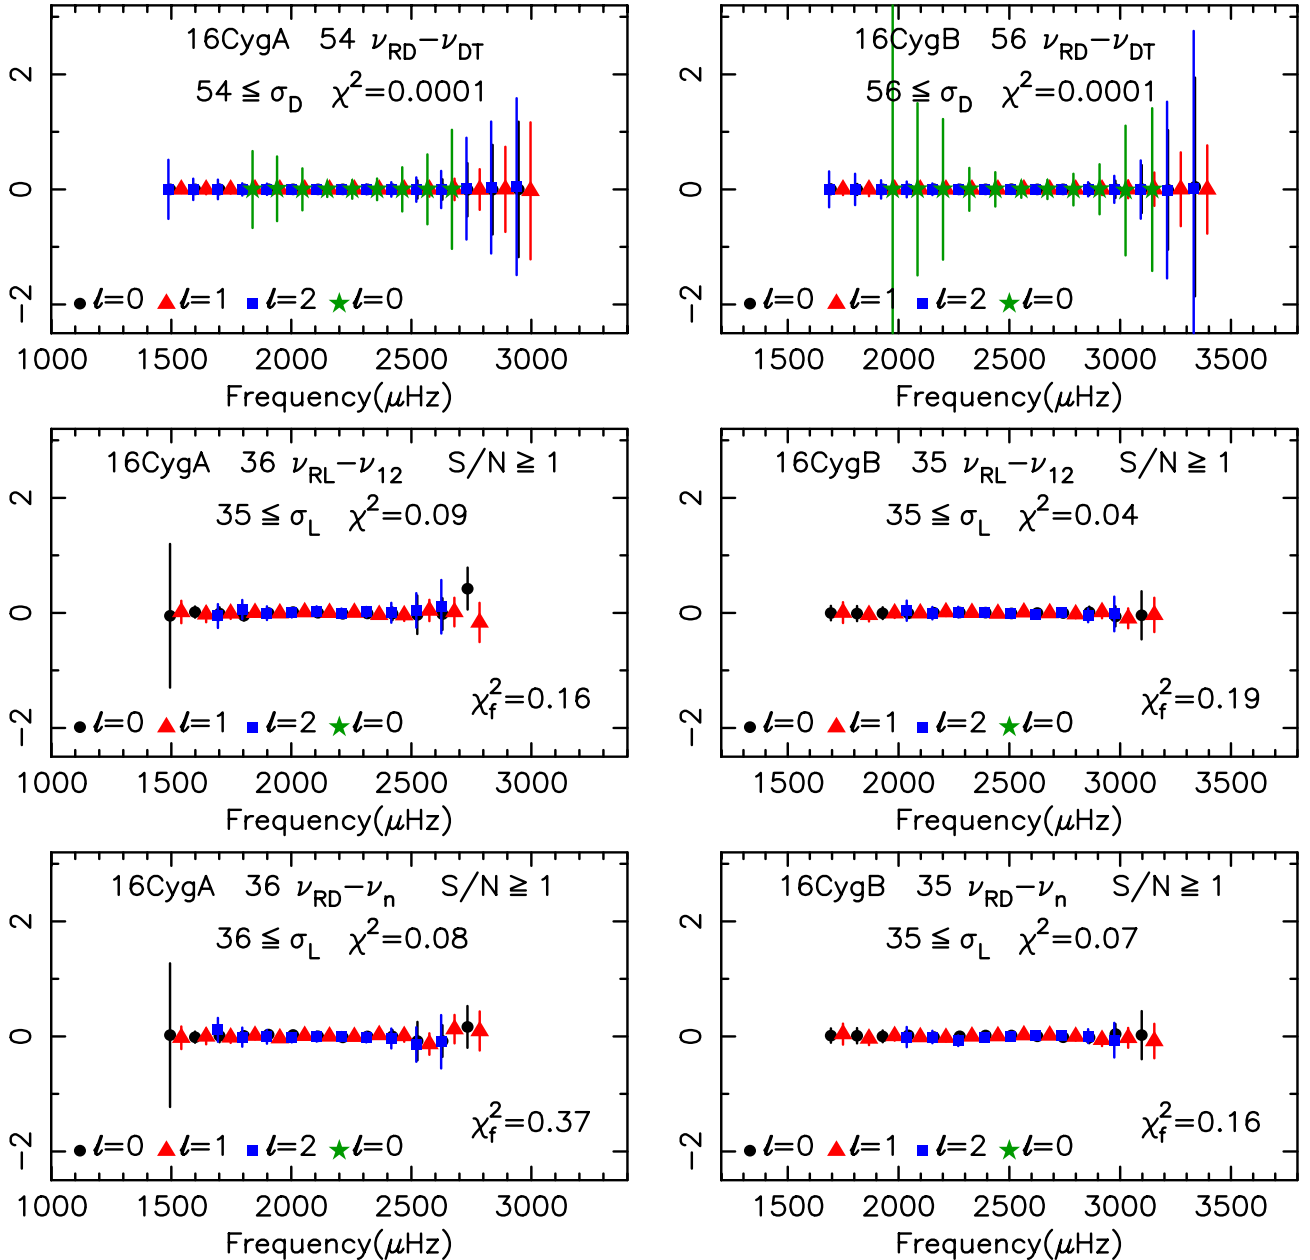 16CygA 54 ν_RD−ν_DT
54 ≦ σ_D χ²=0.0001
2
0
−2
ℓ=0 ℓ=1 ℓ=2 ℓ=0
1000 1500 2000 2500 3000
Frequency(μHz)
16CygB 56 ν_RD−ν_DT
56 ≦ σ_D χ²=0.0001
2
0
−2
ℓ=0 ℓ=1 ℓ=2 ℓ=0
1500 2000 2500 3000 3500
Frequency(μHz)
16CygA 36 ν_RL−ν_12 S/N ≧ 1
35 ≦ σ_L χ²=0.09
2
0
−2
χ_f²=0.16
ℓ=0 ℓ=1 ℓ=2 ℓ=0
1000 1500 2000 2500 3000
Frequency(μHz)
16CygB 35 ν_RL−ν_12 S/N ≧ 1
35 ≦ σ_L χ²=0.04
2
0
−2
χ_f²=0.19
ℓ=0 ℓ=1 ℓ=2 ℓ=0
1500 2000 2500 3000 3500
Frequency(μHz)
16CygA 36 ν_RD−ν_n S/N ≧ 1
36 ≦ σ_L χ²=0.08
2
0
−2
χ_f²=0.37
ℓ=0 ℓ=1 ℓ=2 ℓ=0
1000 1500 2000 2500 3000
Frequency(μHz)
16CygB 35 ν_RD−ν_n S/N ≧ 1
35 ≦ σ_L χ²=0.07
2
0
−2
χ_f²=0.16
ℓ=0 ℓ=1 ℓ=2 ℓ=0
1500 2000 2500 3000 3500
Frequency(μHz)